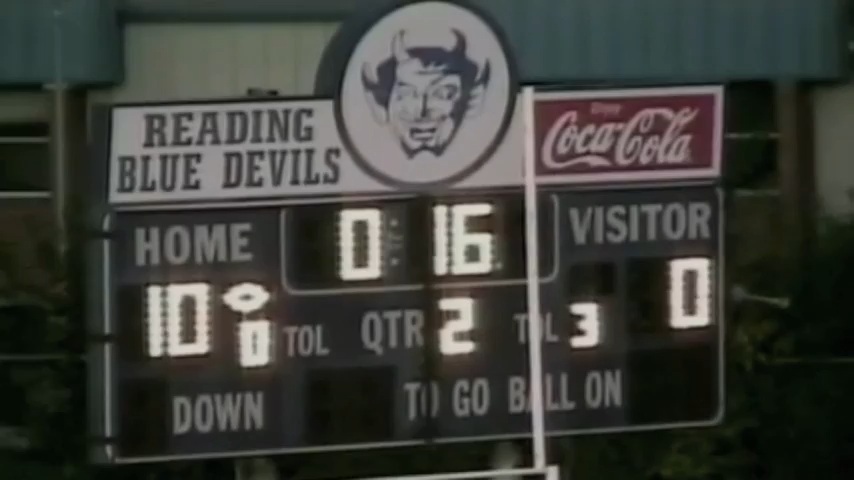 READING
BLUE DEVILS
Enjoy
Coca-Cola
HOME 0:16 VISITOR
10 0 TOL QTR 2 TOL 3 0
DOWN TO GO BALL ON